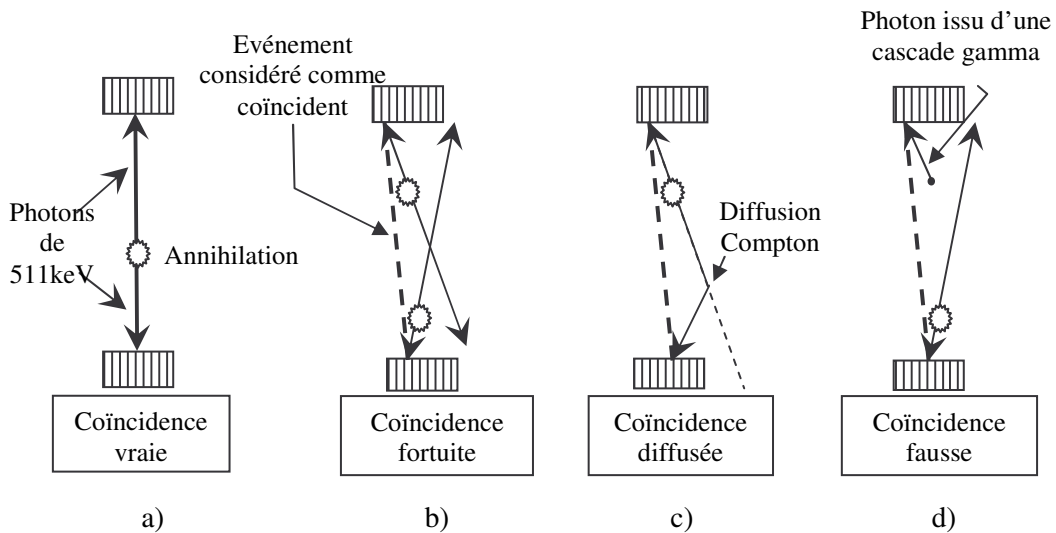 Evénement
considéré comme
coïncident
Photon issu d’une
cascade gamma
Photons
de
511keV
Annihilation
Diffusion
Compton
Coïncidence
vraie
Coïncidence
fortuite
Coïncidence
diffusée
Coïncidence
fausse
a)
b)
c)
d)